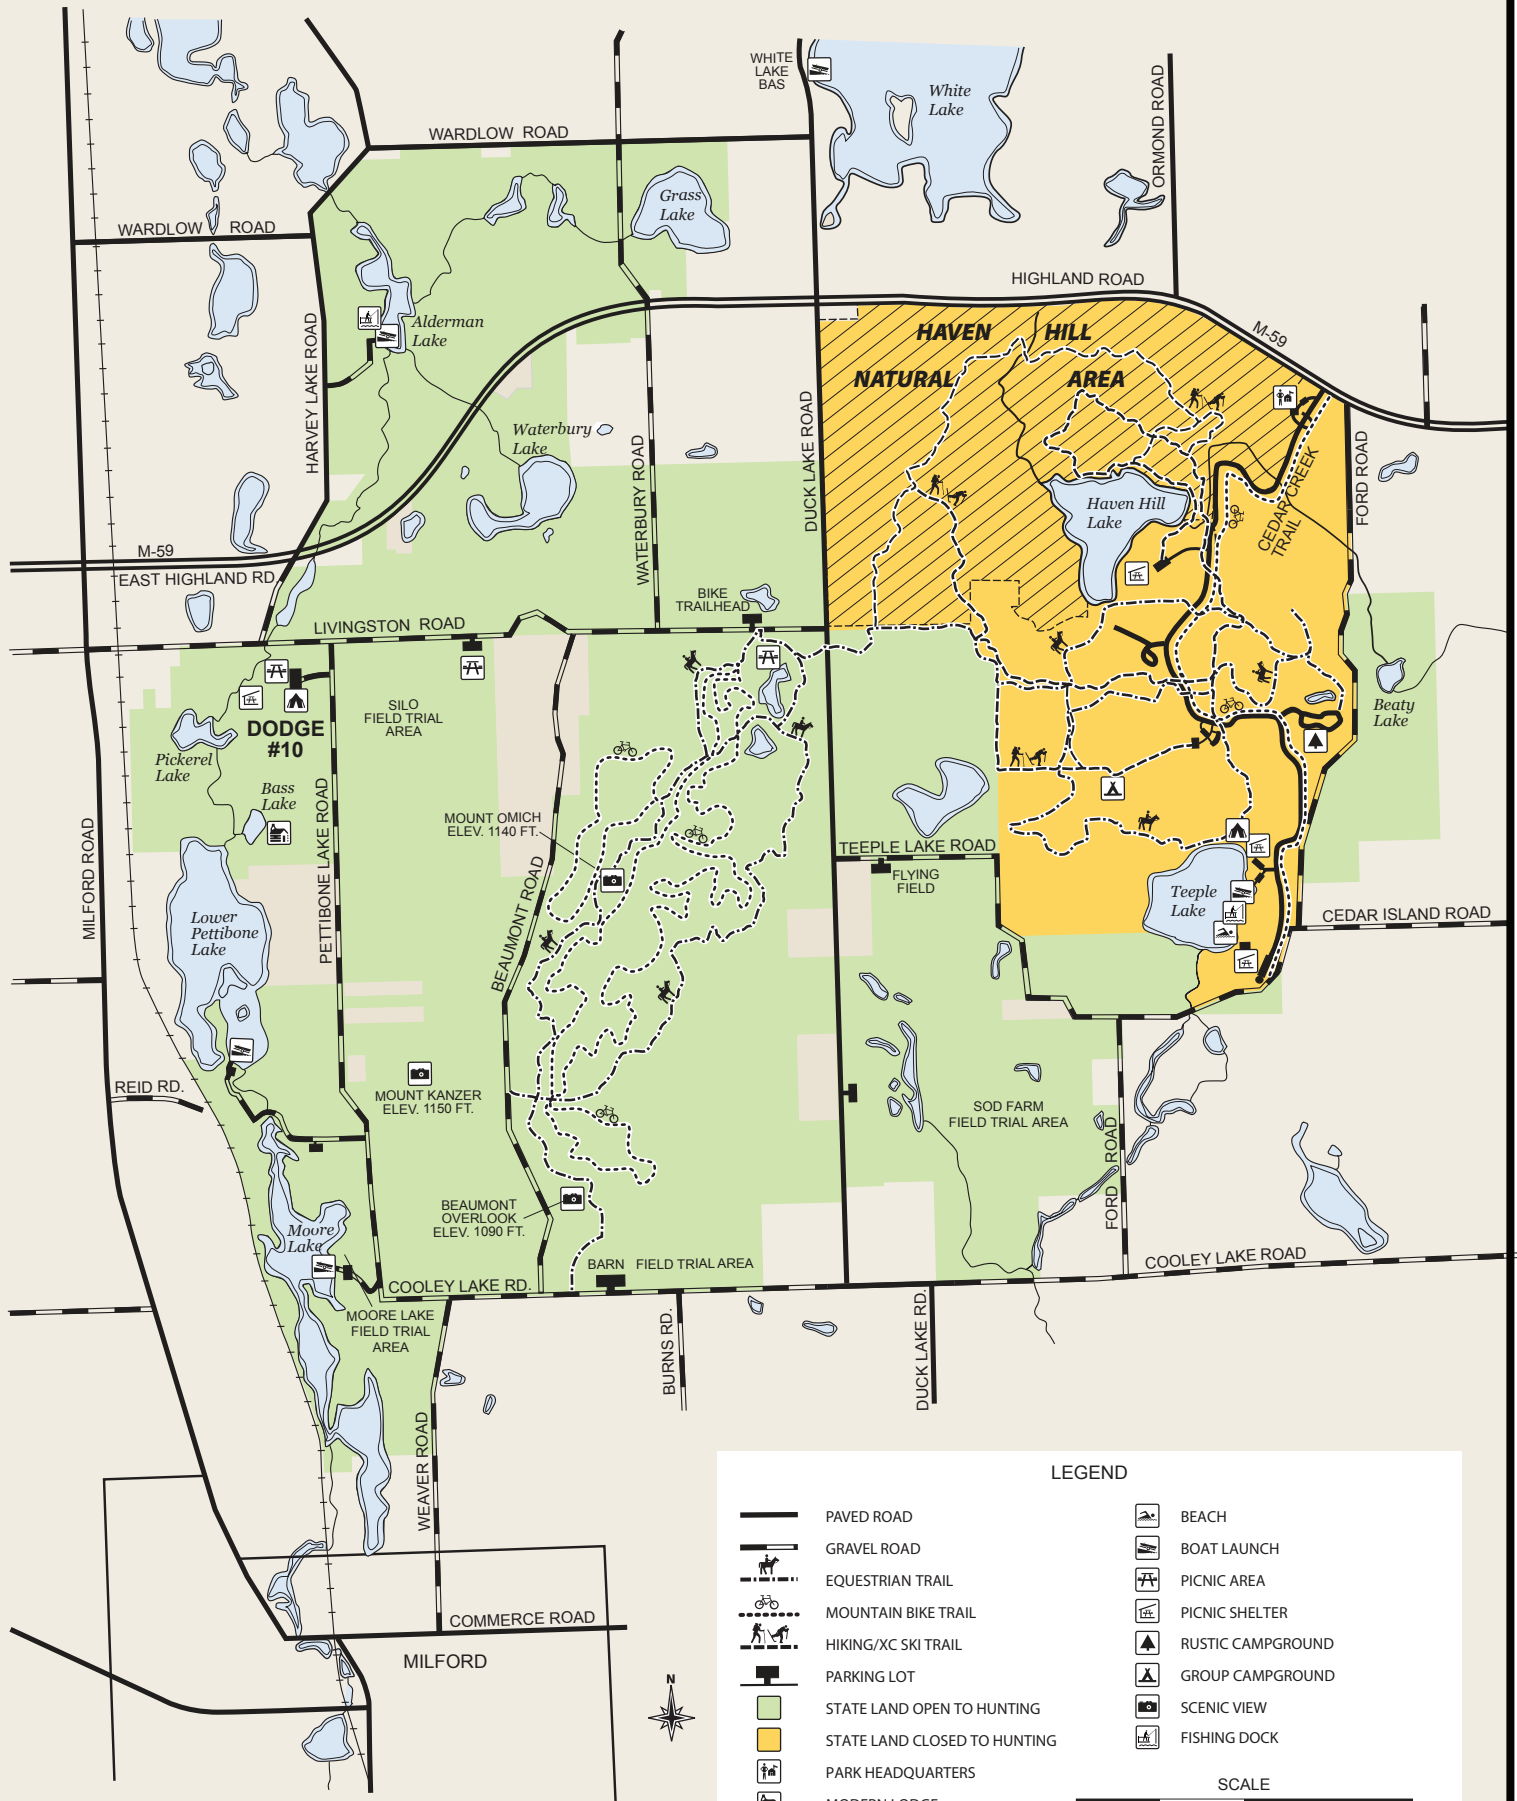 WHITE
LAKE
BAS
White
Lake
ORMOND ROAD
WARDLOW ROAD
Grass
Lake
WARDLOW ROAD
HIGHLAND ROAD
M-59
HARVEY LAKE ROAD
Alderman
Lake
HAVEN HILL
NATURAL AREA
DUCK LAKE ROAD
Waterbury
Lake
WATERBURY ROAD
FORD ROAD
CEDAR CREEK
TRAIL
Haven Hill
Lake
M-59
EAST HIGHLAND RD.
BIKE
TRAILHEAD
LIVINGSTON ROAD
DODGE
#10
SILO
FIELD TRIAL
AREA
Pickerel
Lake
Bass
Lake
Beaty
Lake
MILFORD ROAD
PETTIBONE LAKE ROAD
MOUNT OMICH
ELEV. 1140 FT.
BEAUMONT ROAD
TEEPLE LAKE ROAD
FLYING
FIELD
Teeple
Lake
CEDAR ISLAND ROAD
Lower
Pettibone
Lake
REID RD.
MOUNT KANZER
ELEV. 1150 FT.
SOD FARM
FIELD TRIAL AREA
FORD ROAD
BEAUMONT
OVERLOOK
ELEV. 1090 FT.
Moore
Lake
BARN FIELD TRIAL AREA
COOLEY LAKE RD.
COOLEY LAKE ROAD
MOORE LAKE
FIELD TRIAL
AREA
BURNS RD.
DUCK LAKE RD.
WEAVER ROAD
COMMERCE ROAD
MILFORD
N
LEGEND
PAVED ROAD
GRAVEL ROAD
EQUESTRIAN TRAIL
MOUNTAIN BIKE TRAIL
HIKING/XC SKI TRAIL
PARKING LOT
STATE LAND OPEN TO HUNTING
STATE LAND CLOSED TO HUNTING
PARK HEADQUARTERS
MODERN LODGE
BEACH
BOAT LAUNCH
PICNIC AREA
PICNIC SHELTER
RUSTIC CAMPGROUND
GROUP CAMPGROUND
SCENIC VIEW
FISHING DOCK
SCALE